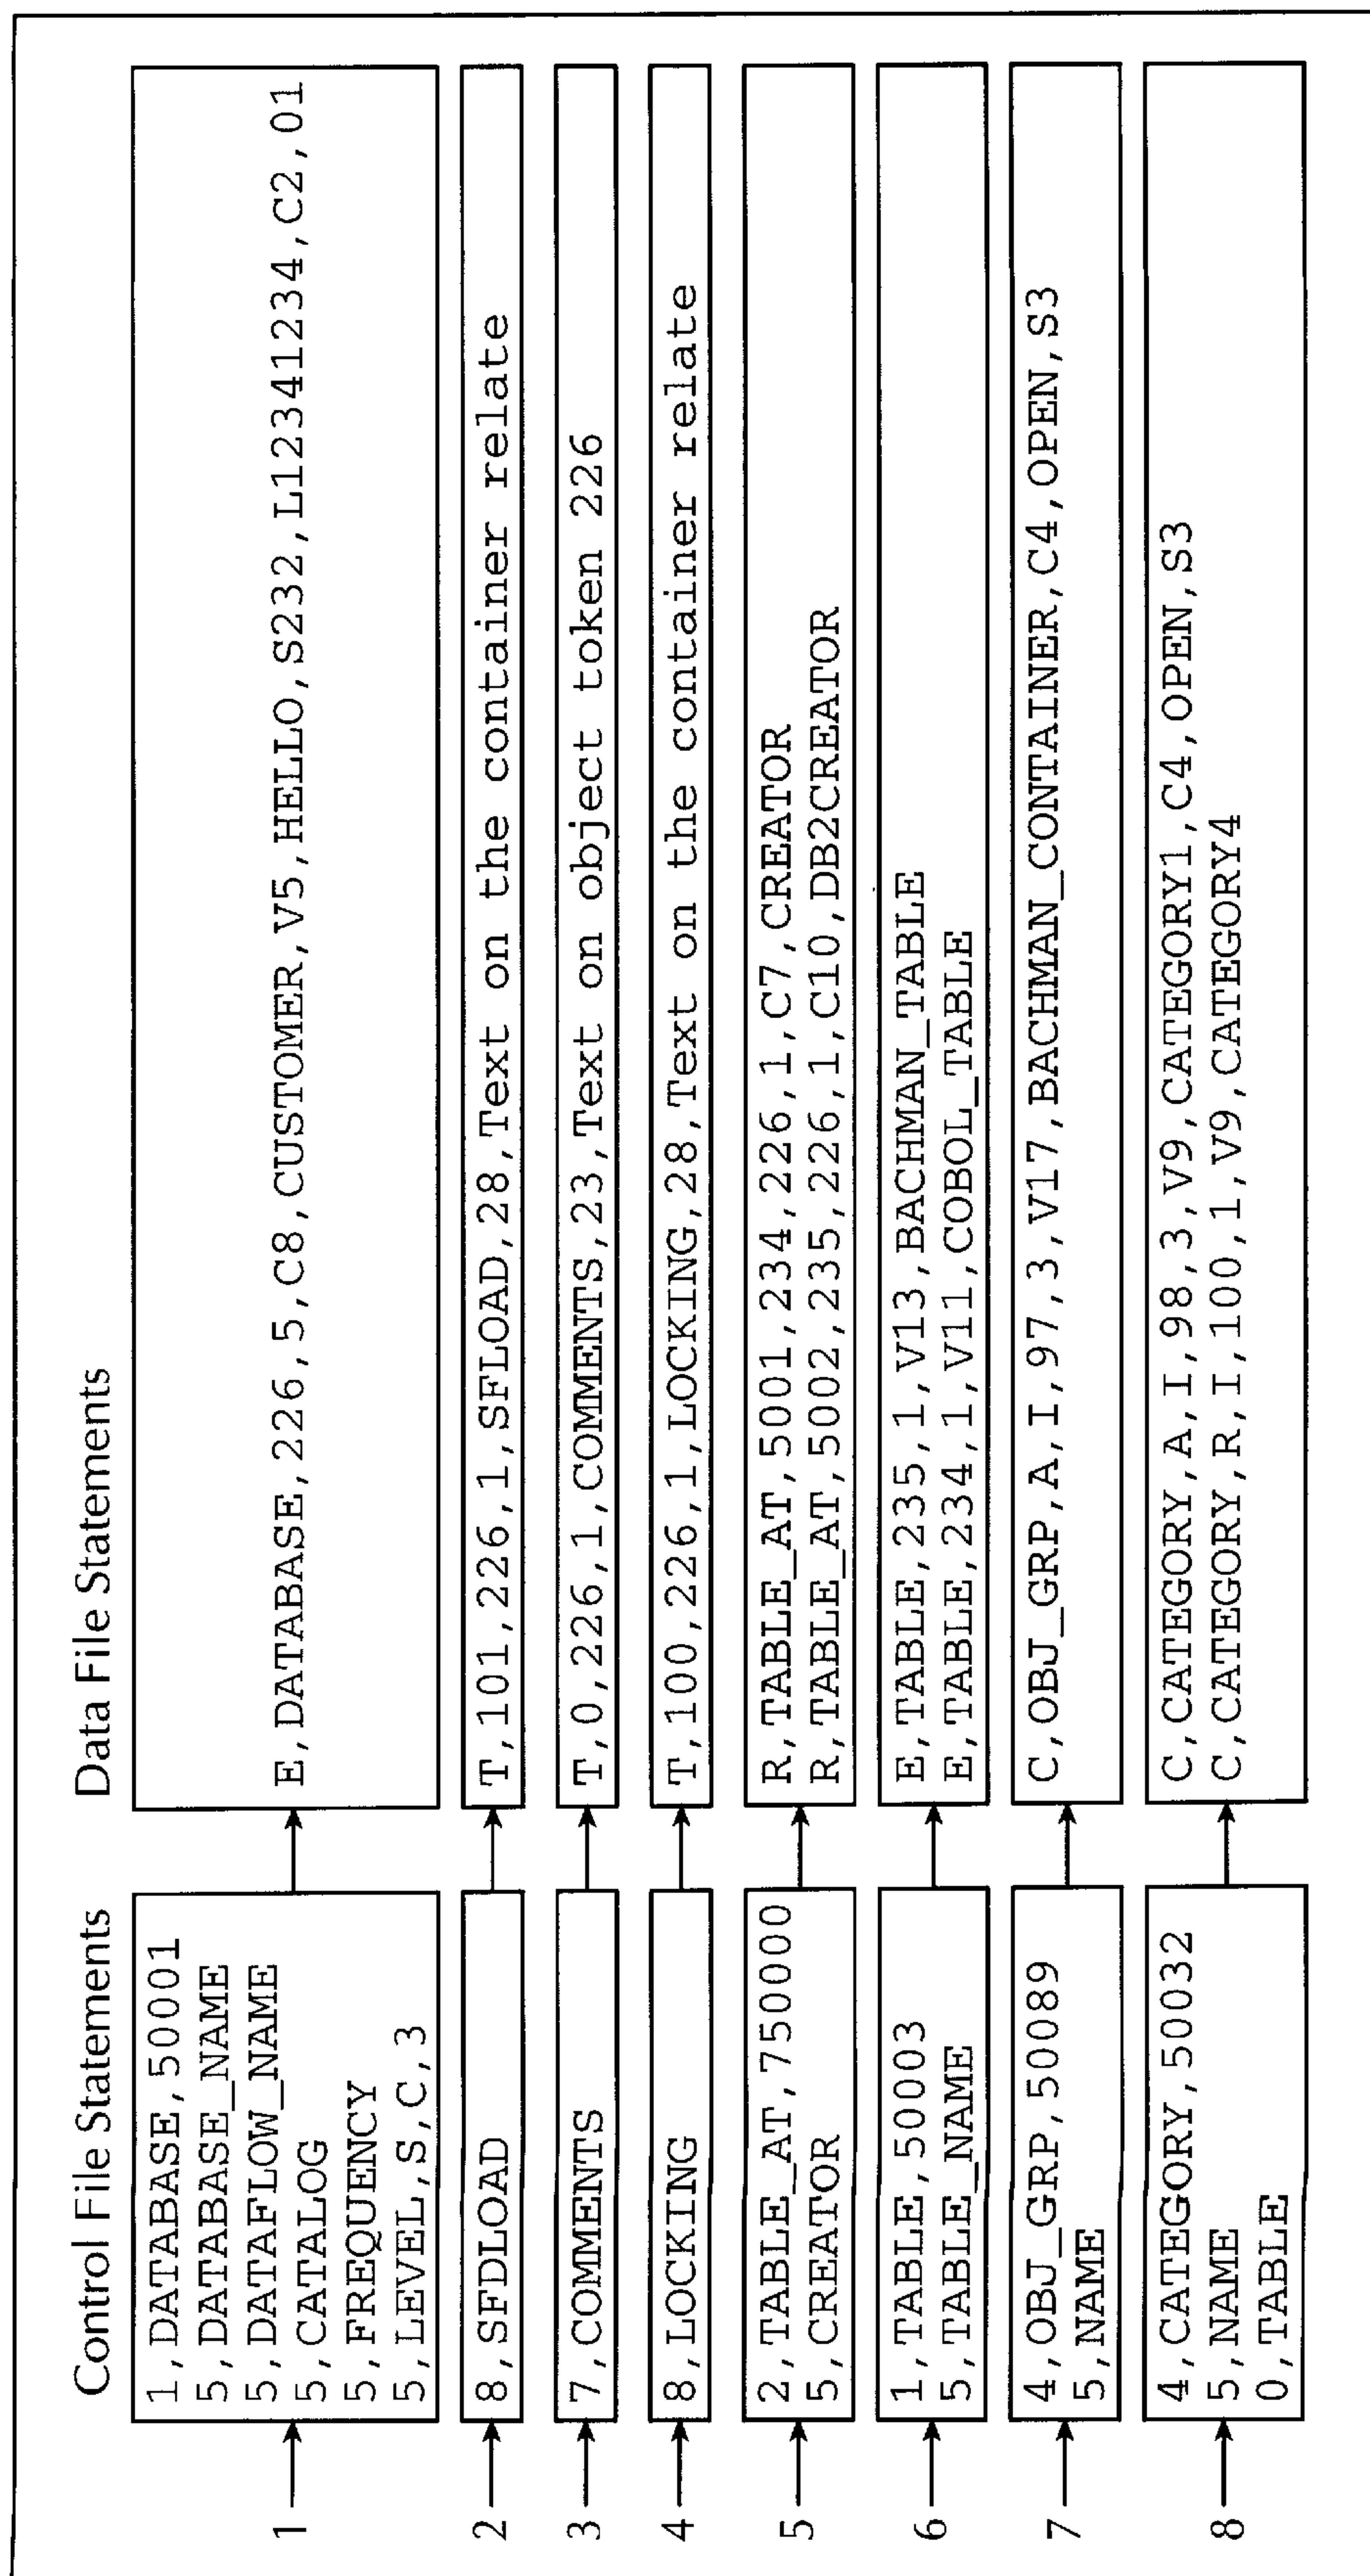 Control File Statements
Data File Statements
1
1,DATABASE,50001
5,DATABASE_NAME
5,DATAFLOW_NAME
5,CATALOG
5,FREQUENCY
5,LEVEL,S,C,3
E,DATABASE,226,5,C8,CUSTOMER,V5,HELLO,S232,L12341234,C2,01
2
8,SFDLOAD
T,101,226,1,SFLOAD,28,Text on the container relate
3
7,COMMENTS
T,0,226,1,COMMENTS,23,Text on object token 226
4
8,LOCKING
T,100,226,1,LOCKING,28,Text on the container relate
5
2,TABLE_AT,750000
5,CREATOR
R,TABLE_AT,5001,234,226,1,C7,CREATOR
R,TABLE_AT,5002,235,226,1,C10,DB2CREATOR
6
1,TABLE,50003
5,TABLE_NAME
E,TABLE,235,1,V13,BACHMAN_TABLE
E,TABLE,234,1,V11,COBOL_TABLE
7
4,OBJ_GRP,50089
5,NAME
C,OBJ_GRP,A,I,97,3,V17,BACHMAN_CONTAINER,C4,OPEN,S3
8
4,CATEGORY,50032
5,NAME
0,TABLE
C,CATEGORY,A,I,98,3,V9,CATEGORY1,C4,OPEN,S3
C,CATEGORY,R,I,100,1,V9,CATEGORY4